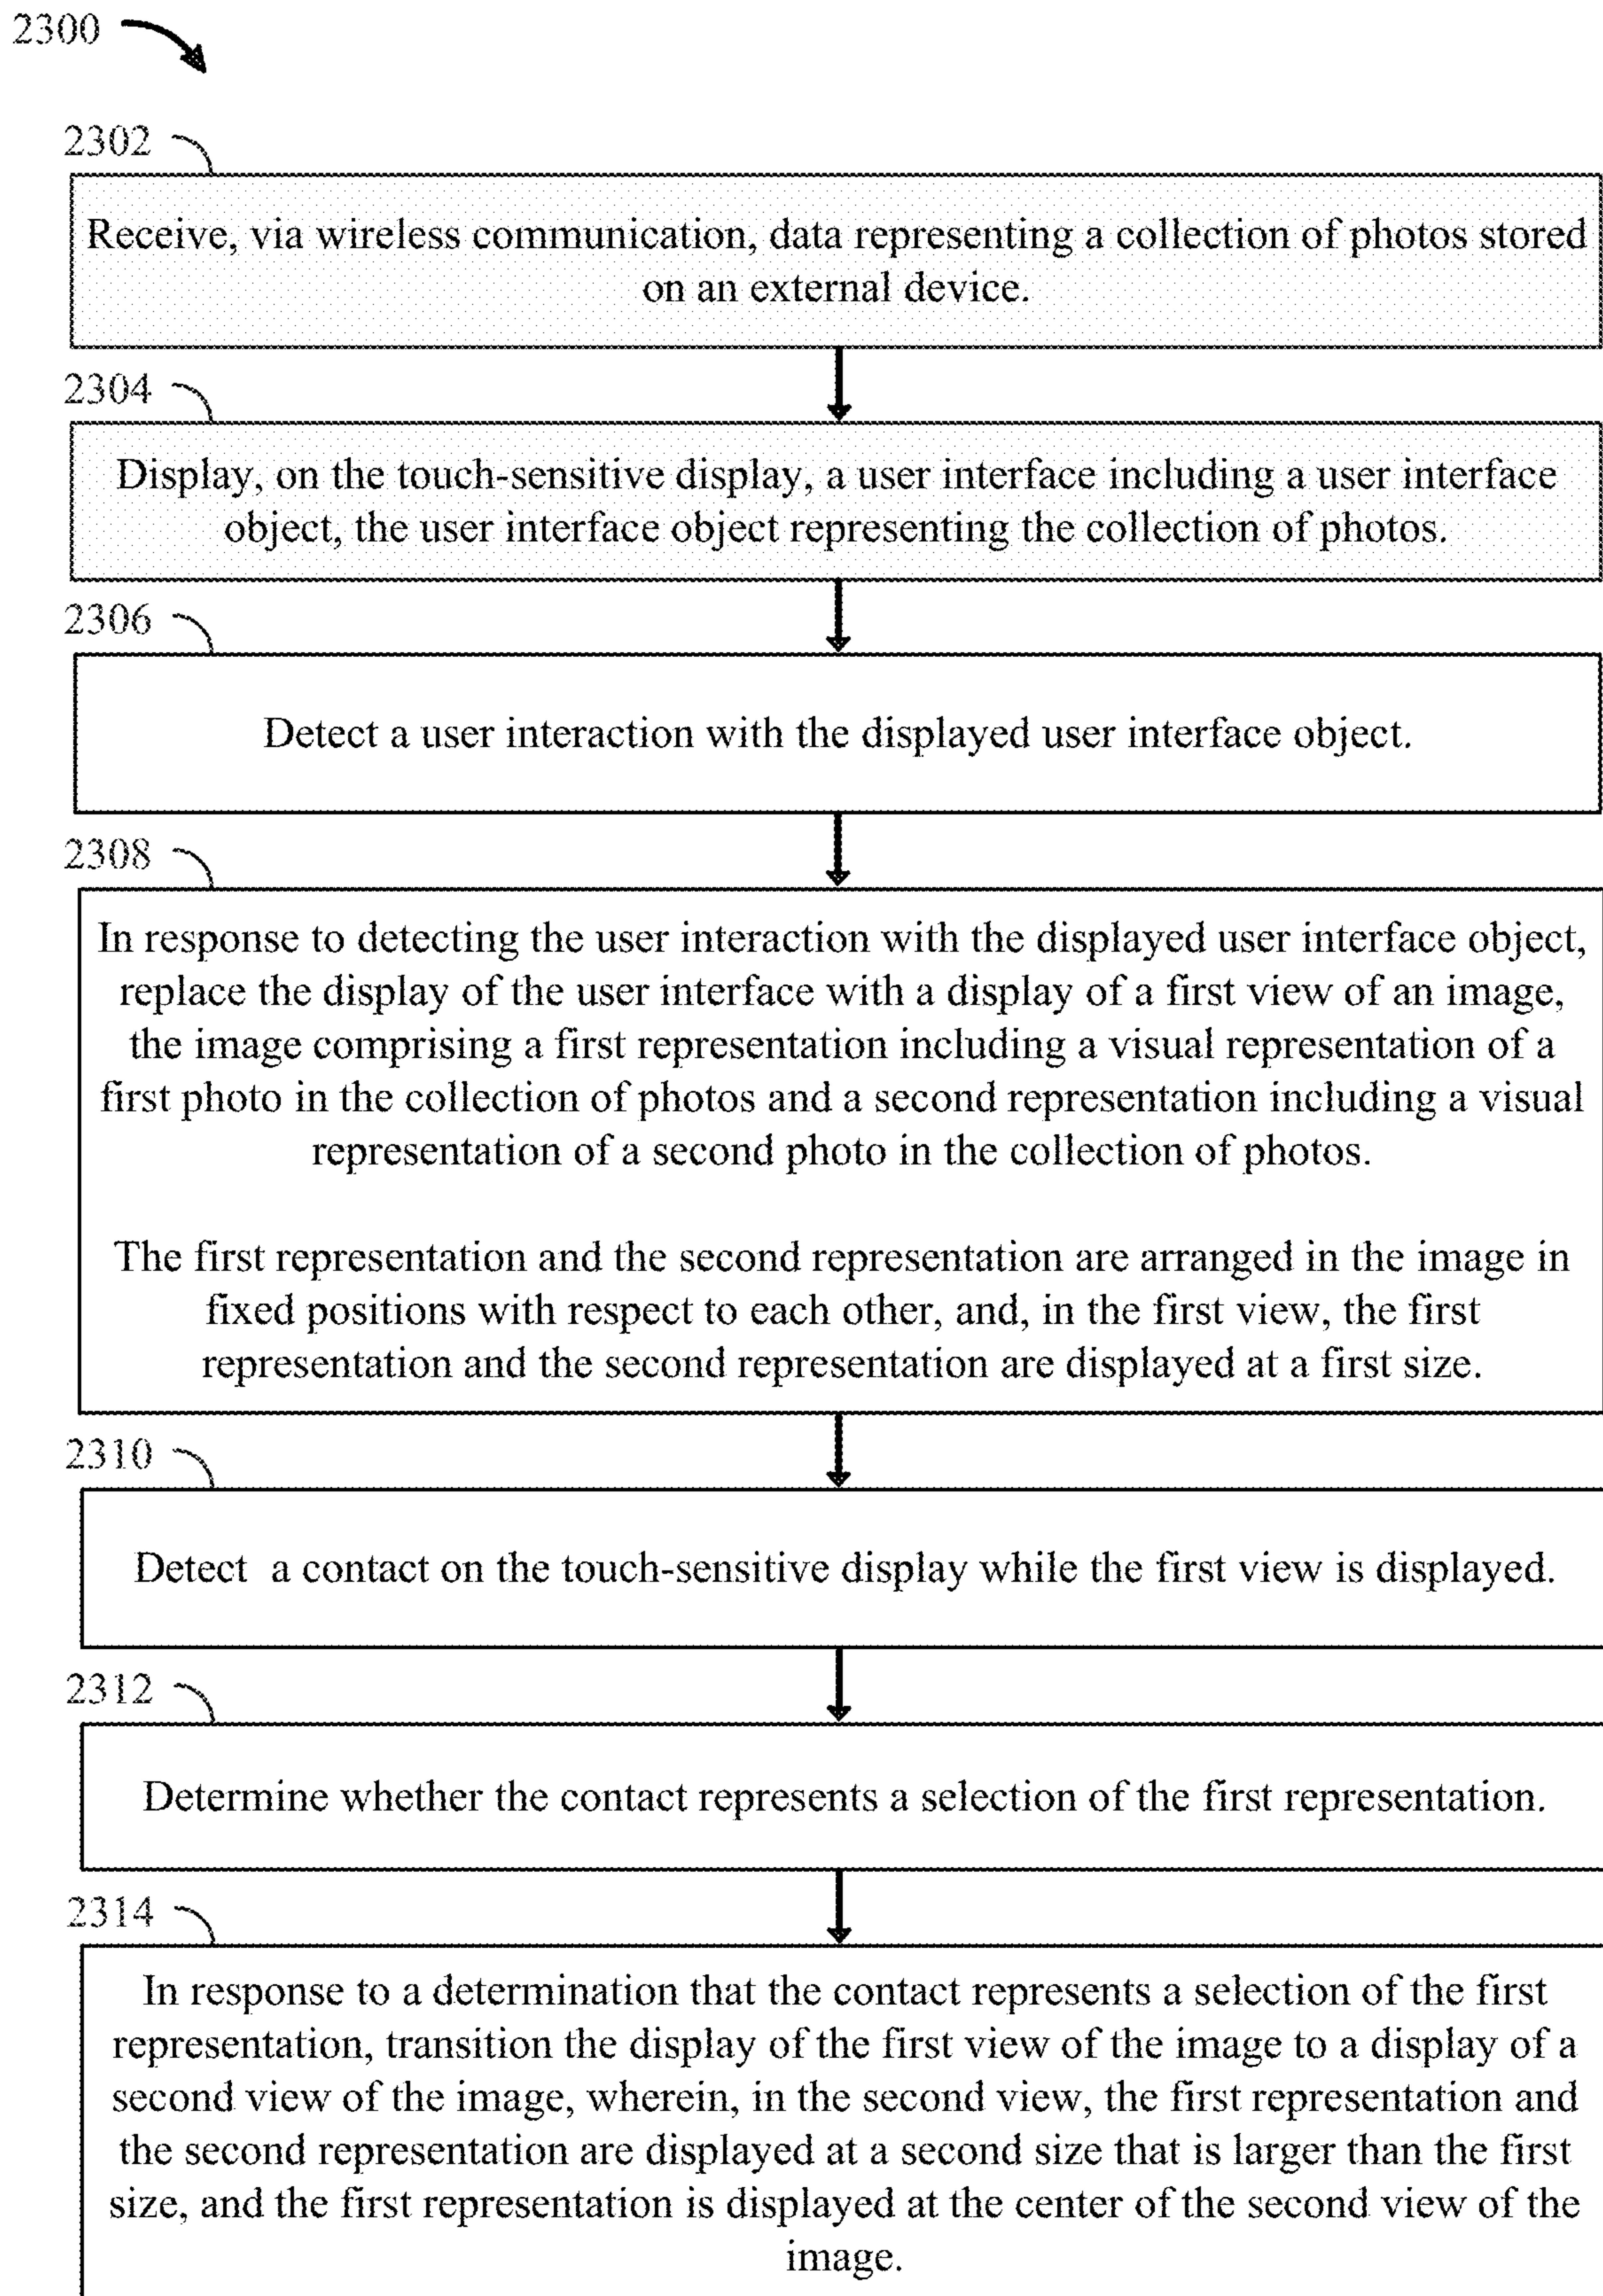 2300
2302
Receive, via wireless communication, data representing a collection of photos stored
on an external device.
2304
Display, on the touch-sensitive display, a user interface including a user interface
object, the user interface object representing the collection of photos.
2306
Detect a user interaction with the displayed user interface object.
2308
In response to detecting the user interaction with the displayed user interface object,
replace the display of the user interface with a display of a first view of an image,
the image comprising a first representation including a visual representation of a
first photo in the collection of photos and a second representation including a visual
representation of a second photo in the collection of photos.
The first representation and the second representation are arranged in the image in
fixed positions with respect to each other, and, in the first view, the first
representation and the second representation are displayed at a first size.
2310
Detect a contact on the touch-sensitive display while the first view is displayed.
2312
Determine whether the contact represents a selection of the first representation.
2314
In response to a determination that the contact represents a selection of the first
representation, transition the display of the first view of the image to a display of a
second view of the image, wherein, in the second view, the first representation and
the second representation are displayed at a second size that is larger than the first
size, and the first representation is displayed at the center of the second view of the
image.